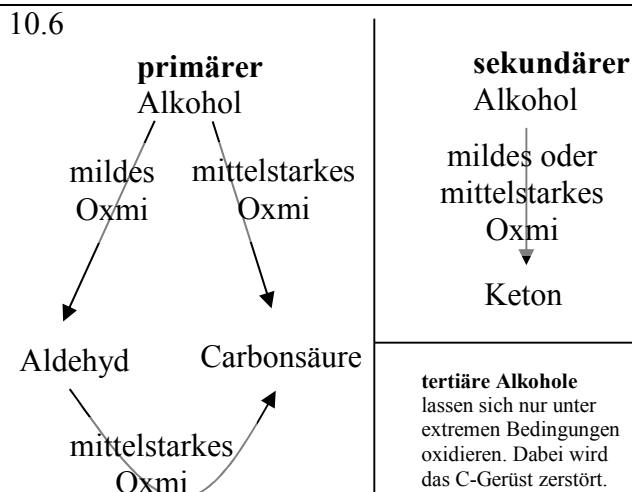 10.6
primärer
Alkohol
mildes
Oxmi
mittelstarkes
Oxmi
Aldehyd
Carbonsäure
mittelstarkes
Oxmi
sekundärer
Alkohol
mildes oder
mittelstarkes
Oxmi
Keton
tertiäre Alkohole
lassen sich nur unter
extremen Bedingungen
oxidieren. Dabei wird
das C-Gerüst zerstört.